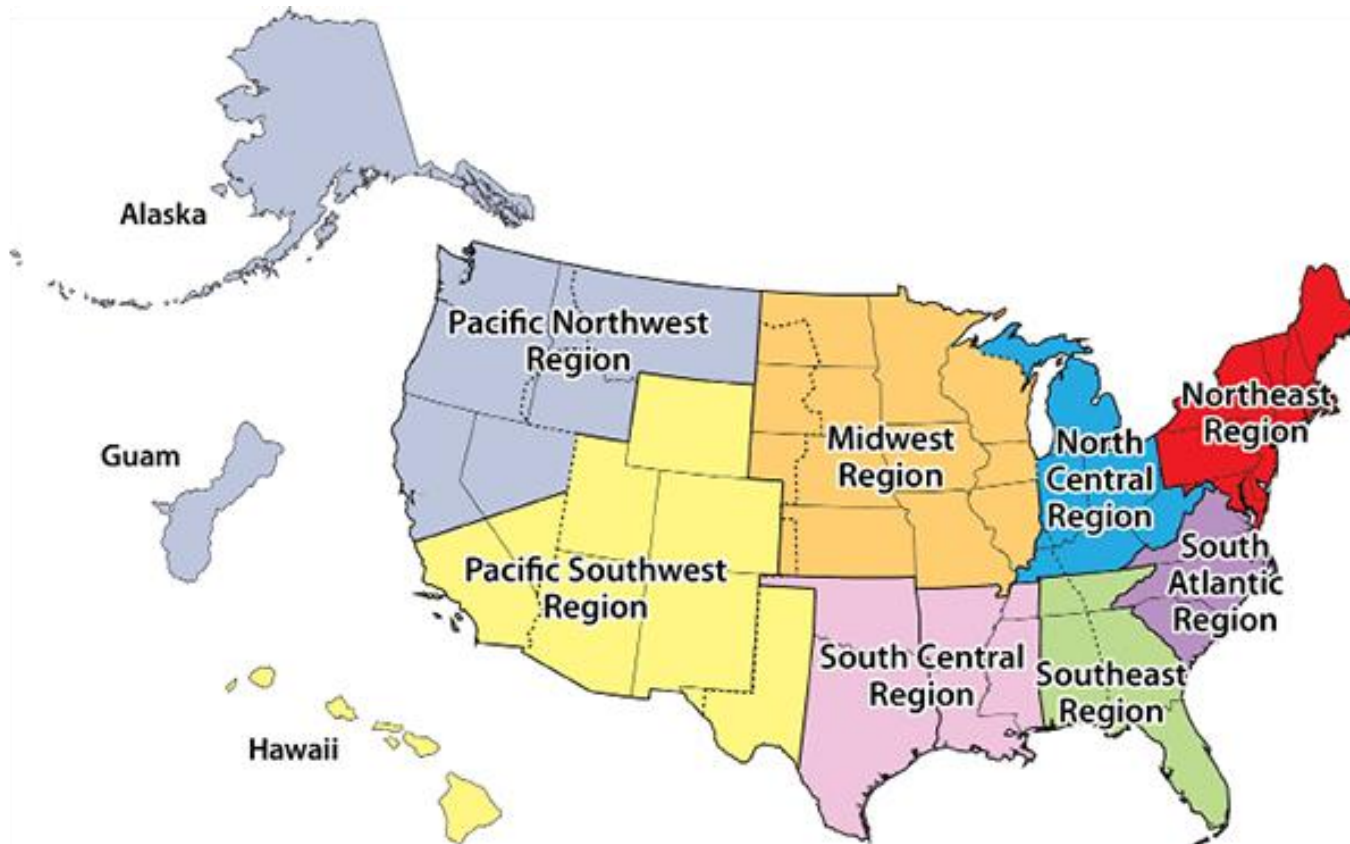 Alaska
Pacific Northwest
Region
Northeast
Region
Midwest
Region
North
Central
Region
Guam
South
Atlantic
Region
Pacific Southwest
Region
South Central
Region
Southeast
Region
Hawaii